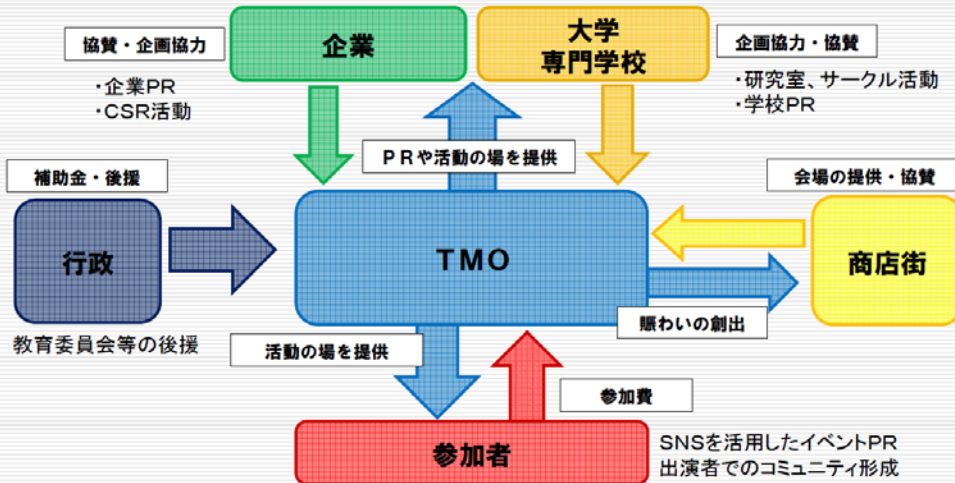 協賛・企画協力
・企業PR
・CSR活動
企業
大学
専門学校
企画協力・協賛
・研究室、サークル活動
・学校PR
PRや活動の場を提供
補助金・後援
行政
教育委員会等の後援
TMO
会場の提供・協賛
商店街
賑わいの創出
活動の場を提供
参加費
参加者
SNSを活用したイベントPR
出演者でのコミュニティ形成